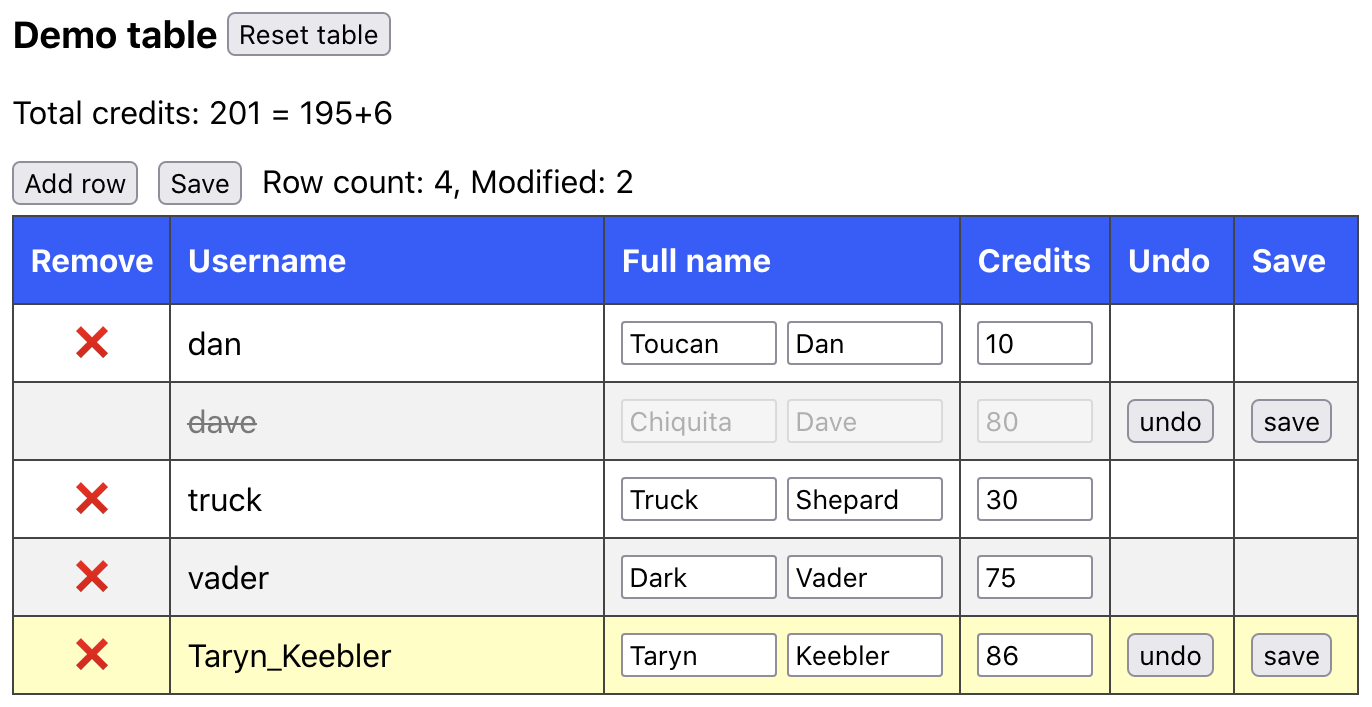 Demo table Reset table
Total credits: 201 = 195+6
Add row Save Row count: 4, Modified: 2
Remove Username Full name Credits Undo Save
dan Toucan Dan 10
dave Chiquita Dave 80 undo save
truck Truck Shepard 30
vader Dark Vader 75
Taryn_Keebler Taryn Keebler 86 undo save